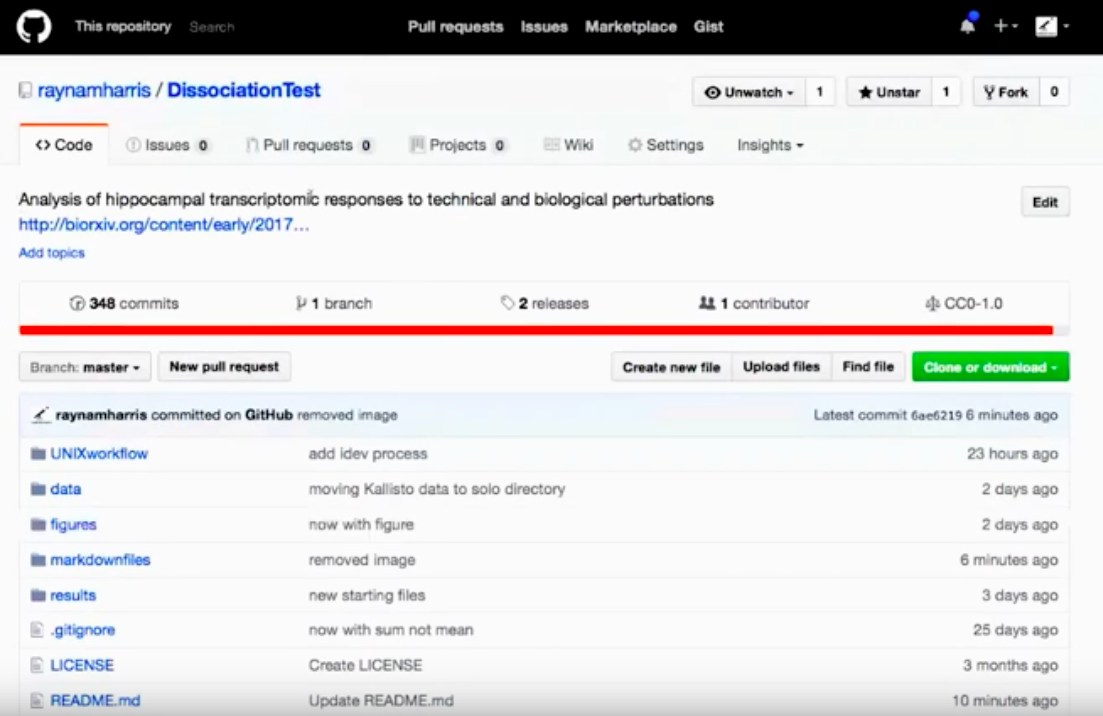 This repository Search Pull requests Issues Marketplace Gist
raynamharris / DissociationTest Unwatch 1 Unstar 1 Fork 0
Code Issues 0 Pull requests 0 Projects 0 Wiki Settings Insights
Analysis of hippocampal transcriptomic responses to technical and biological perturbations Edit
http://biorxiv.org/content/early/2017...
Add topics
348 commits 1 branch 2 releases 1 contributor CC0-1.0
Branch: master New pull request Create new file Upload files Find file Clone or download
raynamharris committed on GitHub removed image Latest commit 6ae6219 6 minutes ago
UNIXworkflow add idev process 23 hours ago
data moving Kallisto data to solo directory 2 days ago
figures now with figure 2 days ago
markdownfiles removed image 6 minutes ago
results new starting files 3 days ago
.gitignore now with sum not mean 25 days ago
LICENSE Create LICENSE 3 months ago
README.md Update README.md 10 minutes ago